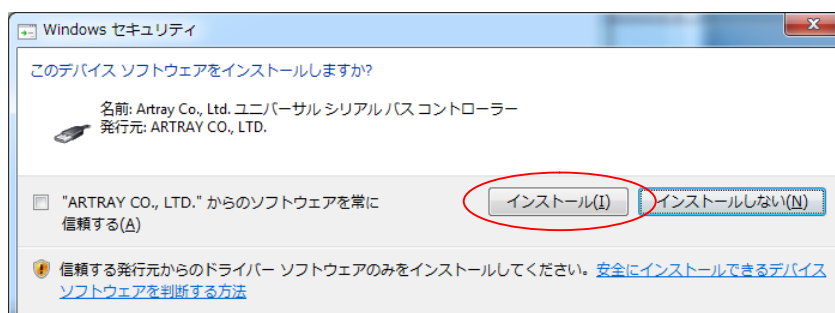 Windows セキュリティ
このデバイス ソフトウェアをインストールしますか?
名前: Artray Co., Ltd. ユニバーサル シリアル バス コントローラー
発行元: ARTRAY CO., LTD.
"ARTRAY CO., LTD." からのソフトウェアを常に
信頼する(A)
インストール(I)
インストールしない(N)
信頼する発行元からのドライバー ソフトウェアのみをインストールしてください。安全にインストールできるデバイス
ソフトウェアを判断する方法